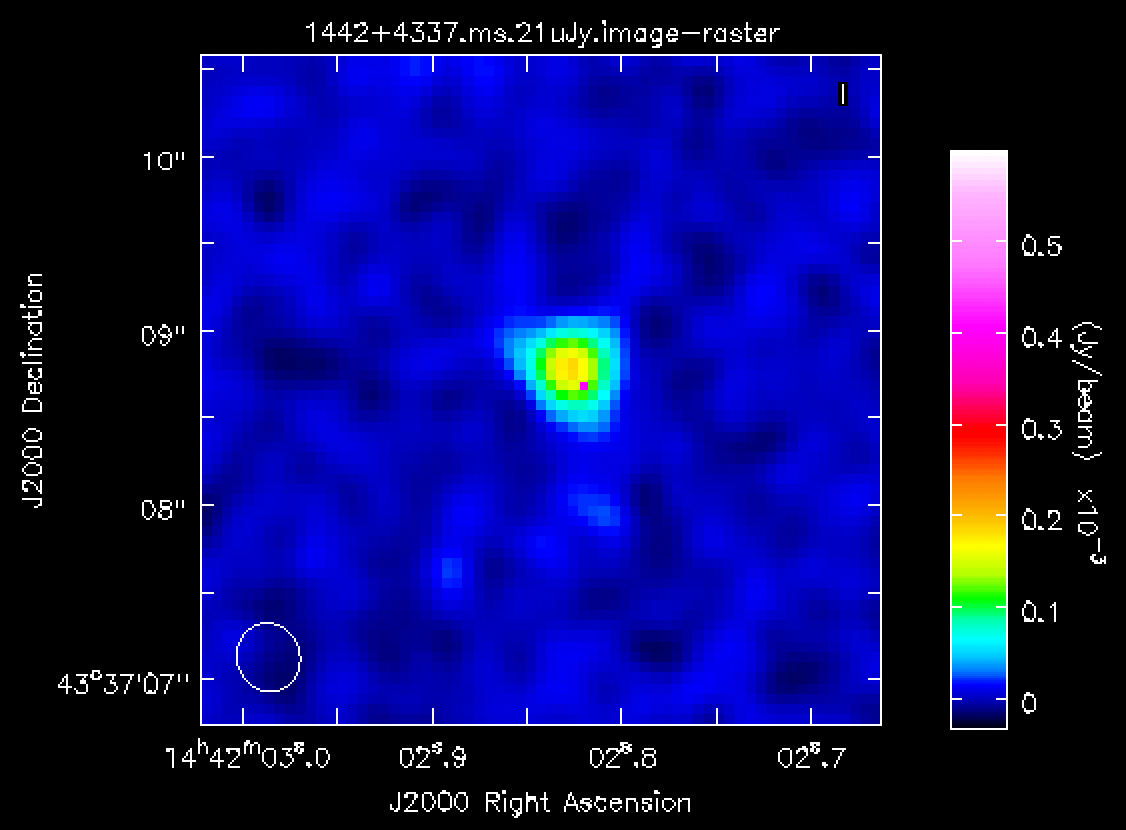 1442+4337.ms.21uJy.image-raster
I
10"
09"
08"
43°37'07"
J2000 Declination
14ʰ42ᵐ03ˢ.0 02ˢ.9 02ˢ.8 02ˢ.7
J2000 Right Ascension
0.5
0.4
0.3
0.2
0.1
0
(Jy/beam) x10⁻³